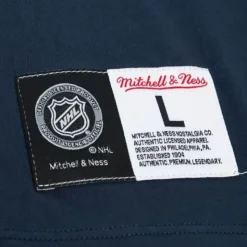 NHL
© NHL
Mitchell & Ness
Mitchell & Ness
L
MITCHELL & NESS NOSTALGIA CO.
AUTHENTIC LICENSED APPAREL
DESIGNED IN PHILADELPHIA, PA
ESTABLISHED 1904
AUTHENTIC, PREMIUM, LEGENDARY.